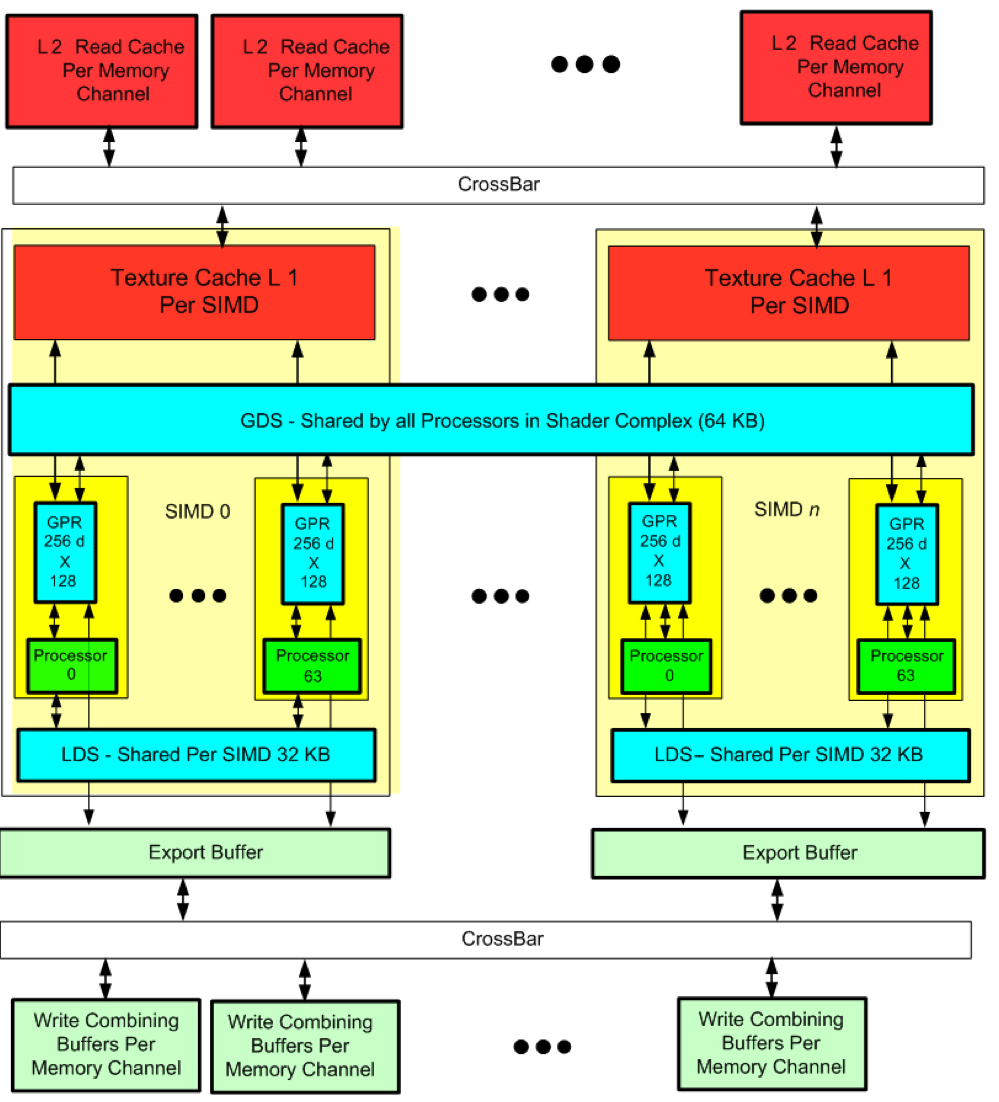 L 2 Read Cache
Per Memory
Channel
L 2 Read Cache
Per Memory
Channel
L 2 Read Cache
Per Memory
Channel
CrossBar
Texture Cache L 1
Per SIMD
Texture Cache L 1
Per SIMD
GDS - Shared by all Processors in Shader Complex (64 KB)
GPR
256 d
X
128
SIMD 0
GPR
256 d
X
128
GPR
256 d
X
128
SIMD n
GPR
256 d
X
128
Processor
0
Processor
63
Processor
0
Processor
63
LDS - Shared Per SIMD 32 KB
LDS– Shared Per SIMD 32 KB
Export Buffer
Export Buffer
CrossBar
Write Combining
Buffers Per
Memory Channel
Write Combining
Buffers Per
Memory Channel
Write Combining
Buffers Per
Memory Channel